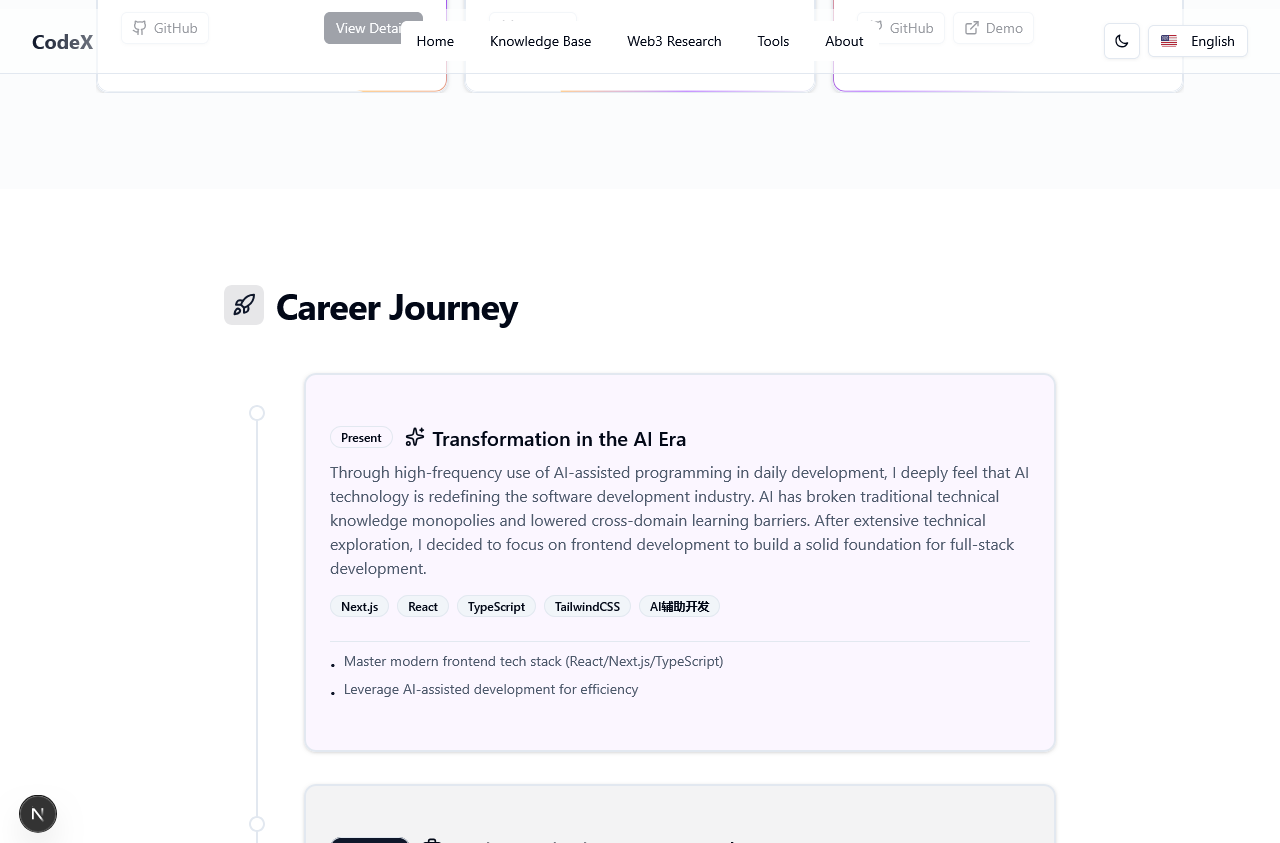 GitHub
View Detai
GitHub
Demo
CodeX
Home
Knowledge Base
Web3 Research
Tools
About
English
Career Journey
Present
Transformation in the AI Era
Through high-frequency use of AI-assisted programming in daily development, I deeply feel that AI
technology is redefining the software development industry. AI has broken traditional technical
knowledge monopolies and lowered cross-domain learning barriers. After extensive technical
exploration, I decided to focus on frontend development to build a solid foundation for full-stack
development.
Next.js
React
TypeScript
TailwindCSS
AI辅助开发
• Master modern frontend tech stack (React/Next.js/TypeScript)
• Leverage AI-assisted development for efficiency
N